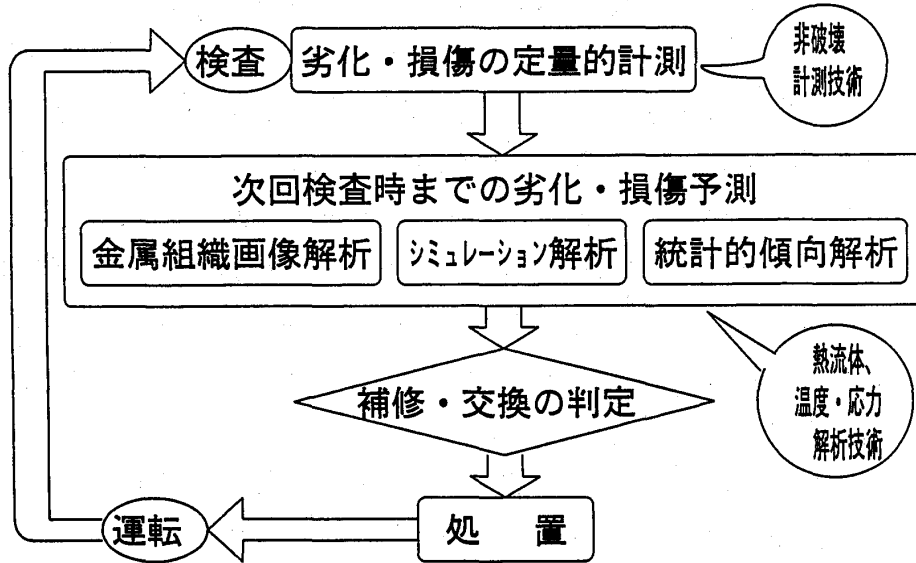 検査
劣化・損傷の定量的計測
非破壊
計測技術
次回検査時までの劣化・損傷予測
金属組織画像解析
シミュレーション解析
統計的傾向解析
熱流体、
温度・応力
解析技術
補修・交換の判定
処　置
運転